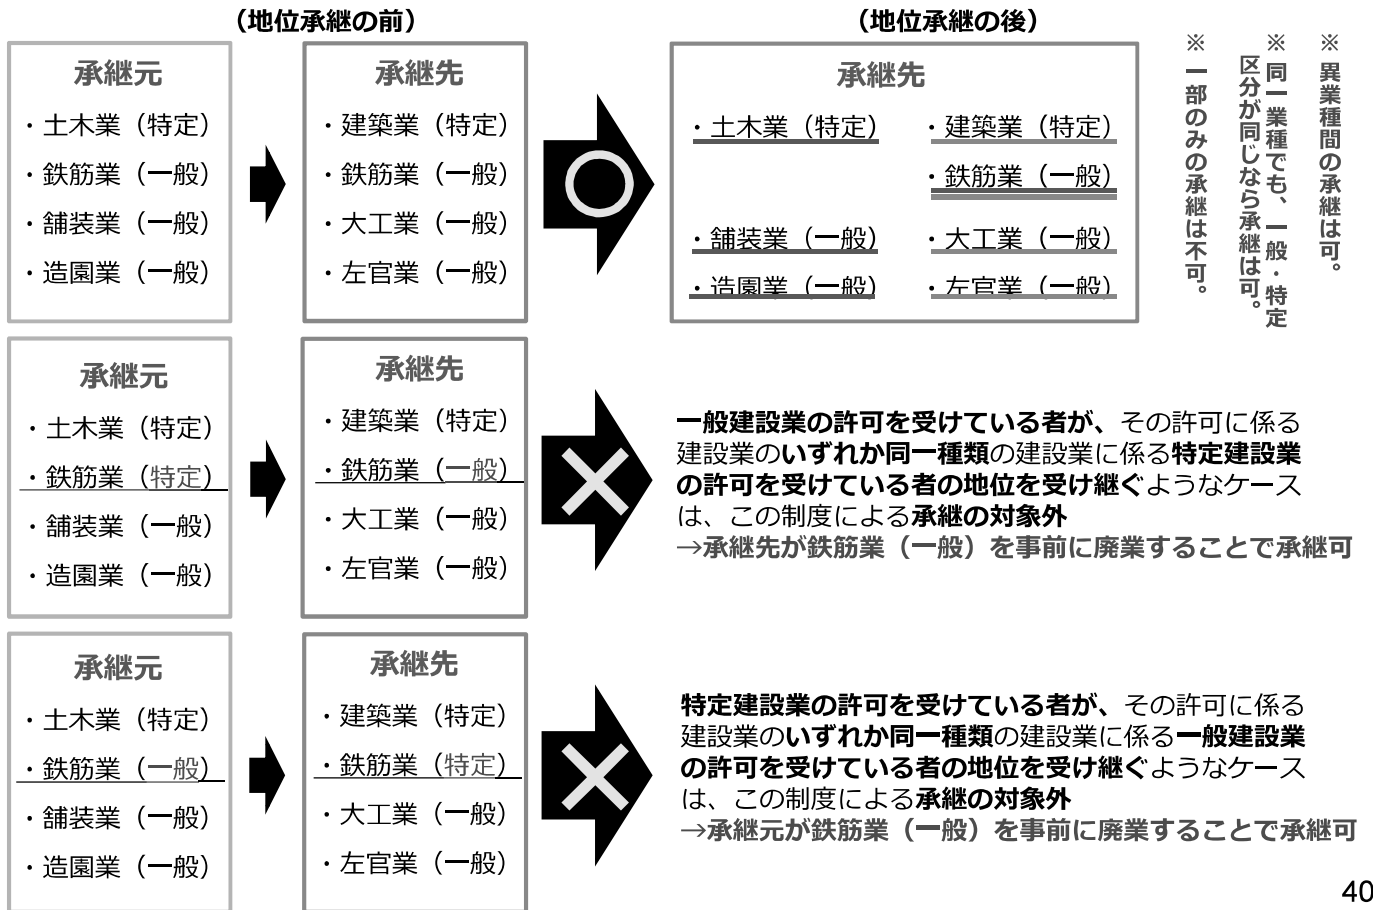 （地位承継の前）
（地位承継の後）
承継元
・土木業（特定）
・鉄筋業（一般）
・舗装業（一般）
・造園業（一般）
承継先
・建築業（特定）
・鉄筋業（一般）
・大工業（一般）
・左官業（一般）
承継先
・土木業（特定）
・舗装業（一般）
・造園業（一般）
・建築業（特定）
・鉄筋業（一般）
・大工業（一般）
・左官業（一般）
※ 異業種間の承継は可。
※ 同一業種でも、一般・特定
区分が同じなら承継は可。
※ 一部のみの承継は不可。
承継元
・土木業（特定）
・鉄筋業（特定）
・舗装業（一般）
・造園業（一般）
承継先
・建築業（特定）
・鉄筋業（一般）
・大工業（一般）
・左官業（一般）
一般建設業の許可を受けている者が、その許可に係る
建設業のいずれか同一種類の建設業に係る特定建設業
の許可を受けている者の地位を受け継ぐようなケース
は、この制度による承継の対象外
→承継先が鉄筋業（一般）を事前に廃業することで承継可
承継元
・土木業（特定）
・鉄筋業（一般）
・舗装業（一般）
・造園業（一般）
承継先
・建築業（特定）
・鉄筋業（特定）
・大工業（一般）
・左官業（一般）
特定建設業の許可を受けている者が、その許可に係る
建設業のいずれか同一種類の建設業に係る一般建設業
の許可を受けている者の地位を受け継ぐようなケース
は、この制度による承継の対象外
→承継元が鉄筋業（一般）を事前に廃業することで承継可
40